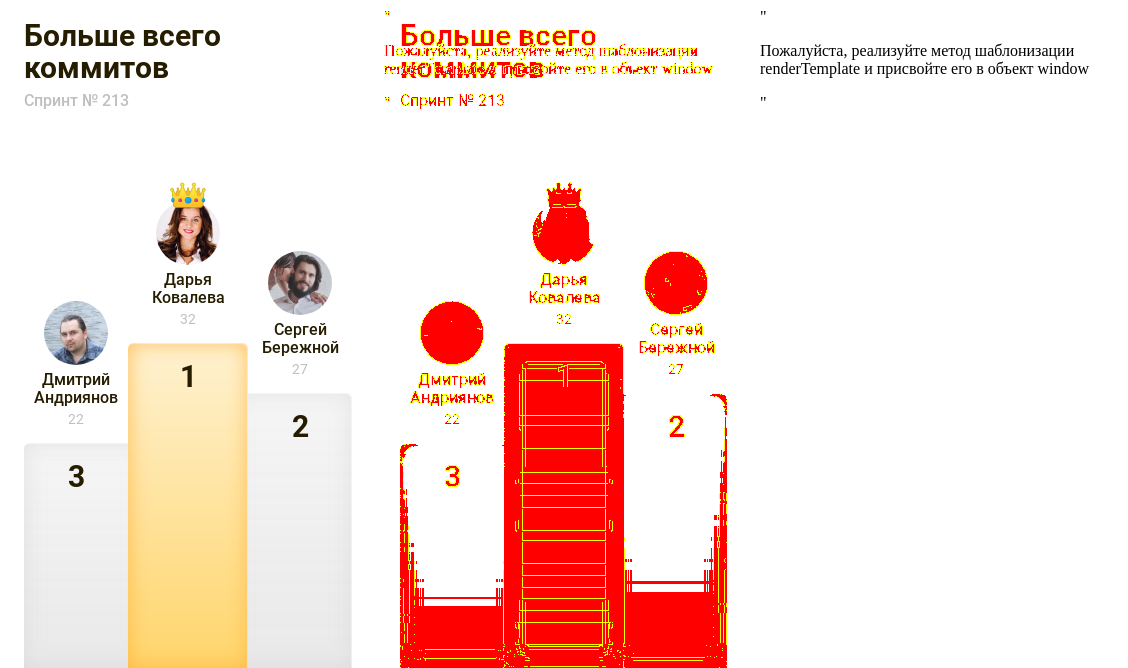 Больше всего
коммитов
Спринт № 213
Дарья
Ковалева
32
Сергей
Бережной
27
Дмитрий
Андриянов
22
1
2
3
"
Больше всего
Пожалуйста, реализуйте метод шаблонизации
коммитов
renderTemplate и присвойте его в объект window
"
Спринт № 213
Дарья
Ковалева
32
Сергей
Бережной
27
Дмитрий
Андриянов
22
1
2
3
"
Пожалуйста, реализуйте метод шаблонизации
renderTemplate и присвойте его в объект window
"